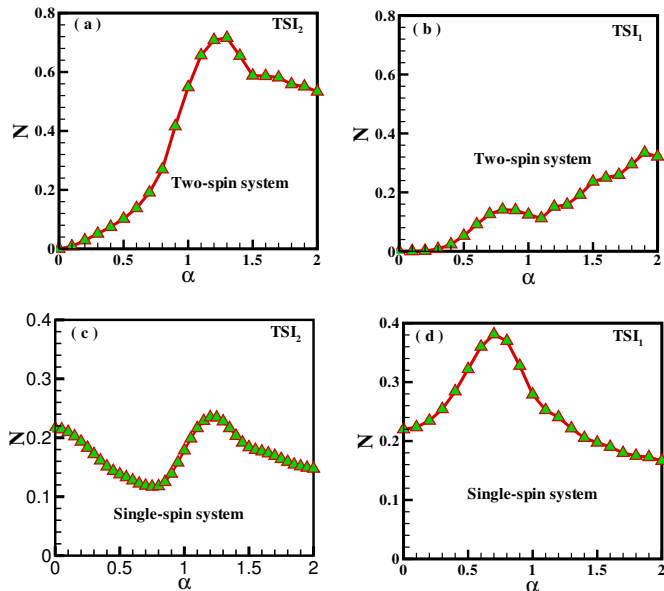 ( a ) TSI₂
0.8
0.6
0.4
0.2
0
N
Two-spin system
0.5 1 1.5 2
α
( b ) TSI₁
0.8
0.6
0.4
0.2
0
N
Two-spin system
0 0.5 1 1.5 2
α
( c ) TSI₂
0.4
0.3
0.2
0.1
0
N
Single-spin system
0 0.5 1 1.5 2
α
( d ) TSI₁
0.4
0.3
0.2
0.1
0
N
Single-spin system
0 0.5 1 1.5 2
α